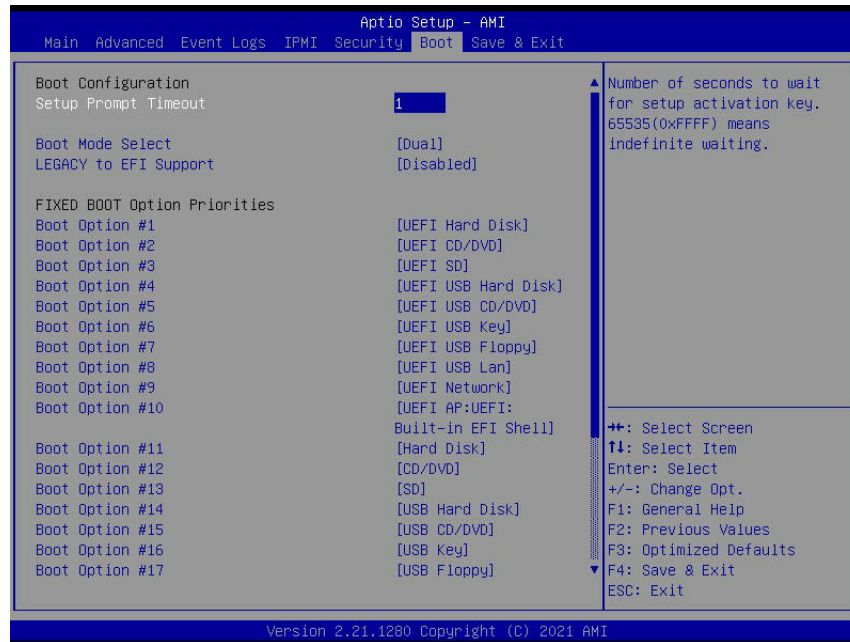 Aptio Setup - AMI
Main Advanced Event Logs IPMI Security Boot Save & Exit
Boot Configuration
Setup Prompt Timeout 1
Boot Mode Select [Dual]
LEGACY to EFI Support [Disabled]
FIXED BOOT Option Priorities
Boot Option #1 [UEFI Hard Disk]
Boot Option #2 [UEFI CD/DVD]
Boot Option #3 [UEFI SD]
Boot Option #4 [UEFI USB Hard Disk]
Boot Option #5 [UEFI USB CD/DVD]
Boot Option #6 [UEFI USB Key]
Boot Option #7 [UEFI USB Floppy]
Boot Option #8 [UEFI USB Lan]
Boot Option #9 [UEFI Network]
Boot Option #10 [UEFI AP:UEFI:
Built-in EFI Shell]
Boot Option #11 [Hard Disk]
Boot Option #12 [CD/DVD]
Boot Option #13 [SD]
Boot Option #14 [USB Hard Disk]
Boot Option #15 [USB CD/DVD]
Boot Option #16 [USB Key]
Boot Option #17 [USB Floppy]
Number of seconds to wait
for setup activation key.
65535(0xFFFF) means
indefinite waiting.
→←: Select Screen
↑↓: Select Item
Enter: Select
+/-: Change Opt.
F1: General Help
F2: Previous Values
F3: Optimized Defaults
F4: Save & Exit
ESC: Exit
Version 2.21.1280 Copyright (C) 2021 AMI